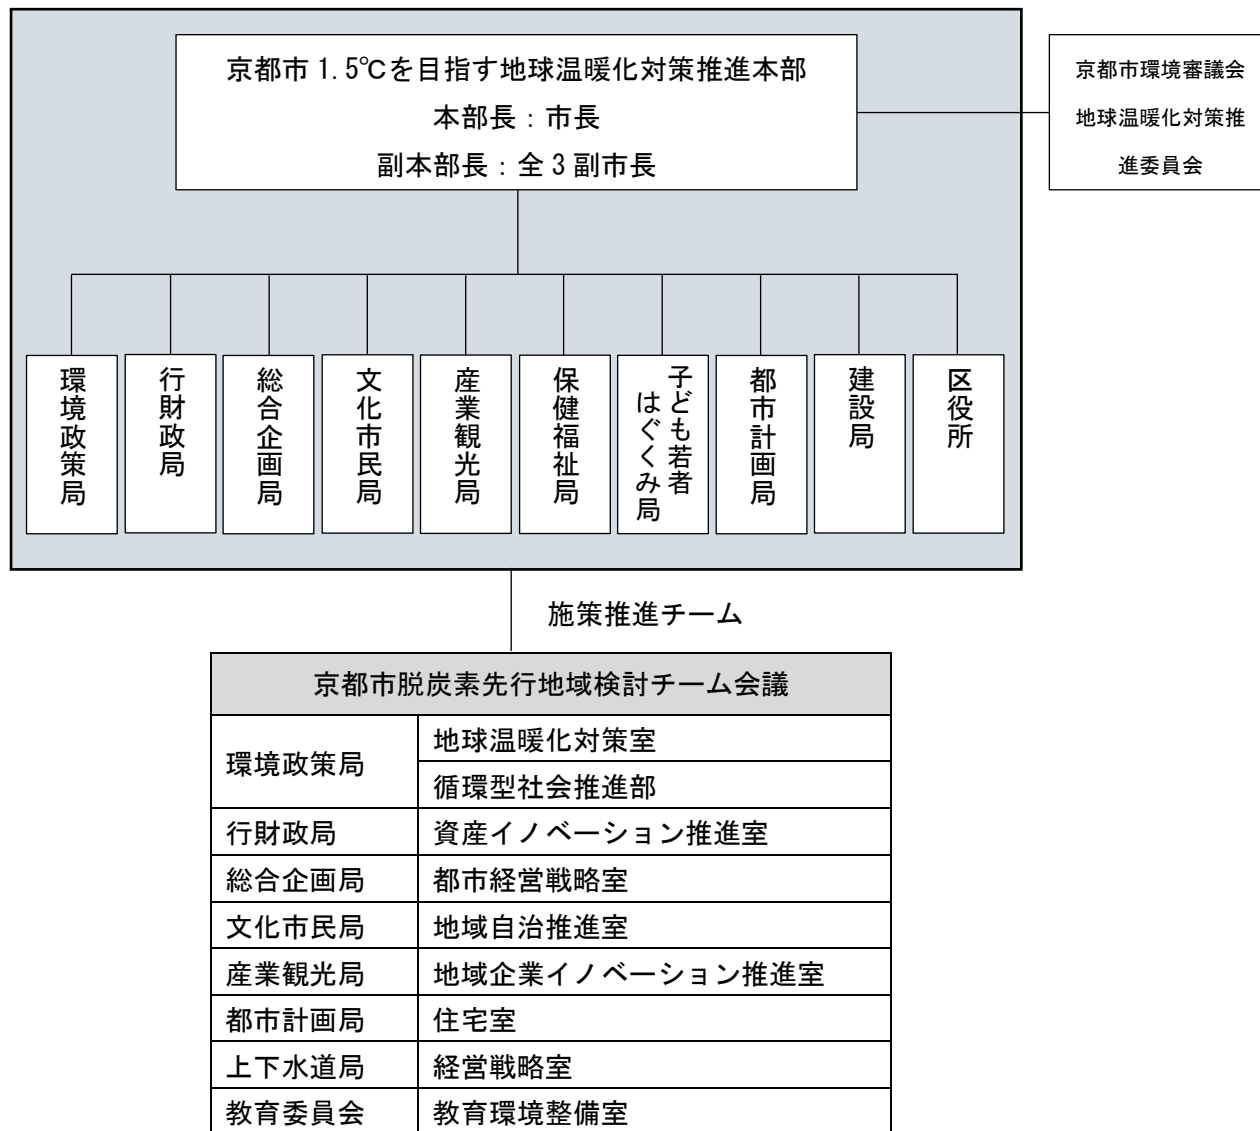 京都市 1.5℃を目指す地球温暖化対策推進本部
本部長：市長
副本部長：全 3 副市長
京都市環境審議会
地球温暖化対策推
進委員会
環境政策局
行財政局
総合企画局
文化市民局
産業観光局
保健福祉局
子ども若者
はぐくみ局
都市計画局
建設局
区役所
施策推進チーム
京都市脱炭素先行地域検討チーム会議
環境政策局
地球温暖化対策室
循環型社会推進部
行財政局 資産イノベーション推進室
総合企画局 都市経営戦略室
文化市民局 地域自治推進室
産業観光局 地域企業イノベーション推進室
都市計画局 住宅室
上下水道局 経営戦略室
教育委員会 教育環境整備室